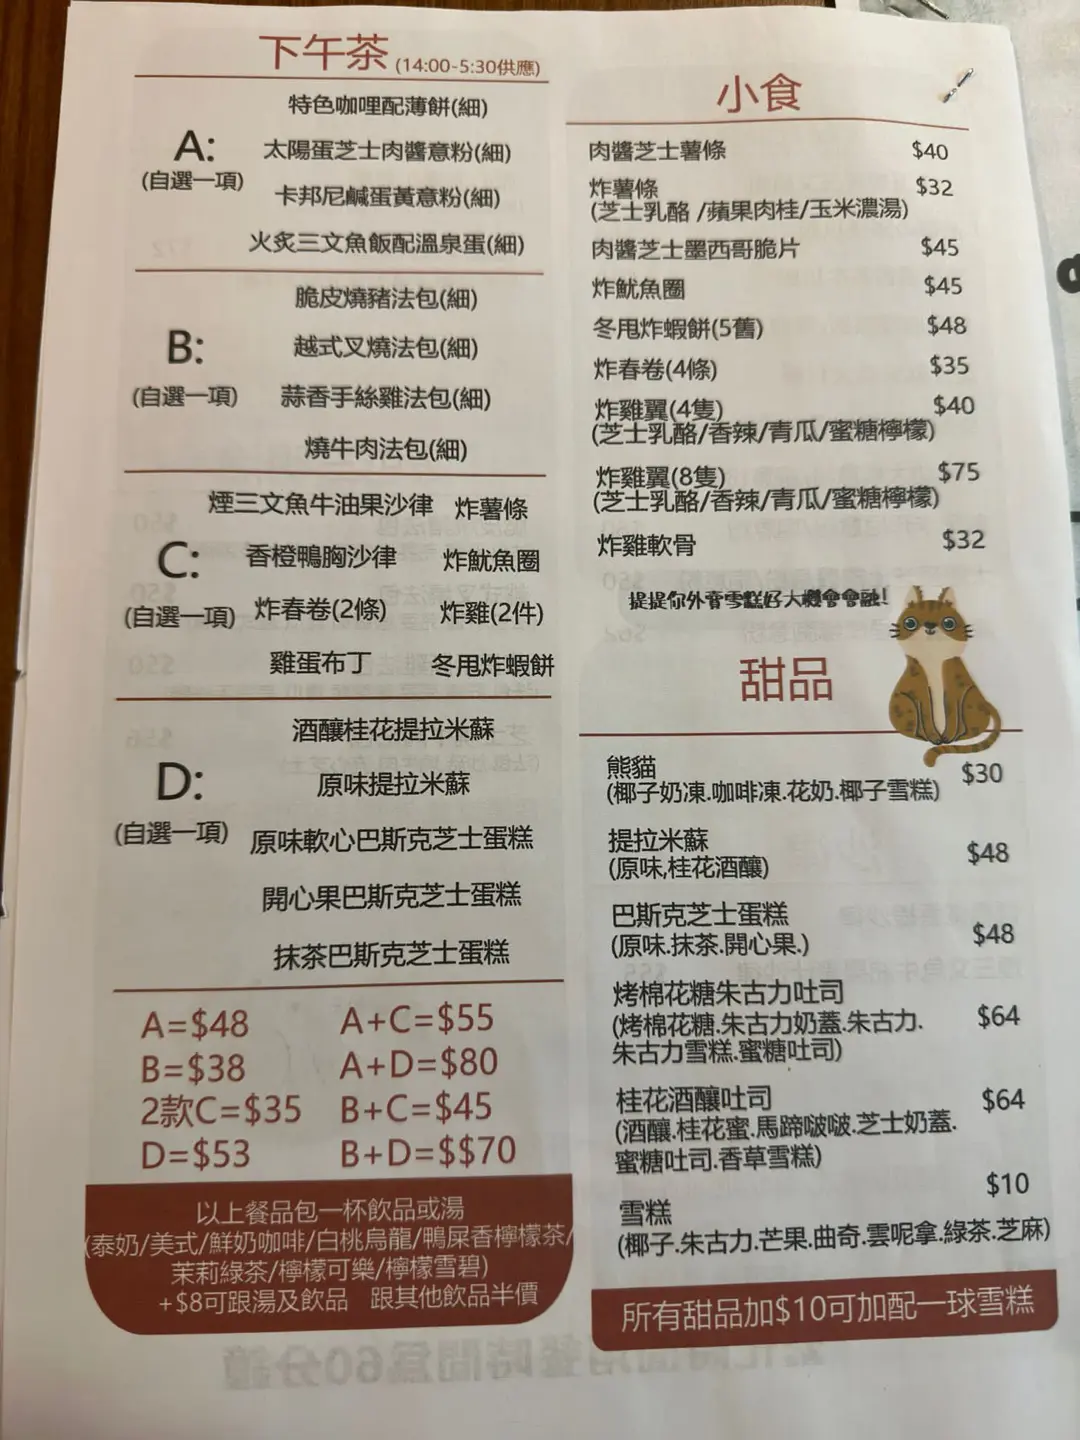 下午茶 (14:00-5:30供應)
A:
(自選一項)
特色咖哩配薄餅(細)
太陽蛋芝士肉醬意粉(細)
卡邦尼鹹蛋黃意粉(細)
火炙三文魚飯配溫泉蛋(細)
B:
(自選一項)
脆皮燒豬法包(細)
越式叉燒法包(細)
蒜香手絲雞法包(細)
燒牛肉法包(細)
C:
(自選一項)
煙三文魚牛油果沙律 炸薯條
香橙鴨胸沙律 炸魷魚圈
炸春卷(2條) 炸雞(2件)
雞蛋布丁 冬甩炸蝦餅
D:
(自選一項)
酒釀桂花提拉米蘇
原味提拉米蘇
原味軟心巴斯克芝士蛋糕
開心果巴斯克芝士蛋糕
抹茶巴斯克芝士蛋糕
A=$48 A+C=$55
B=$38 A+D=$80
2款C=$35 B+C=$45
D=$53 B+D=$$70
以上餐品包一杯飲品或湯
(泰奶/美式/鮮奶咖啡/白桃烏龍/鴨屎香檸檬茶/
茉莉綠茶/檸檬可樂/檸檬雪碧)
+$8可跟湯及飲品 跟其他飲品半價
小食
肉醬芝士薯條 $40
炸薯條 $32
(芝士乳酪 /蘋果肉桂/玉米濃湯)
肉醬芝士墨西哥脆片 $45
炸魷魚圈 $45
冬甩炸蝦餅(5舊) $48
炸春卷(4條) $35
炸雞翼(4隻) $40
(芝士乳酪/香辣/青瓜/蜜糖檸檬)
炸雞翼(8隻) $75
(芝士乳酪/香辣/青瓜/蜜糖檸檬)
炸雞軟骨 $32
提提你外賣雪糕好大機會會融!
甜品
熊貓 $30
(椰子奶凍.咖啡凍.花奶.椰子雪糕)
提拉米蘇 $48
(原味,桂花酒釀)
巴斯克芝士蛋糕 $48
(原味.抹茶.開心果.)
烤棉花糖朱古力吐司 $64
(烤棉花糖.朱古力奶蓋.朱古力.
朱古力雪糕.蜜糖吐司)
桂花酒釀吐司 $64
(酒釀.桂花蜜.馬蹄啵啵.芝士奶蓋.
蜜糖吐司.香草雪糕)
雪糕 $10
(椰子.朱古力.芒果.曲奇.雲呢拿.綠茶.芝麻)
所有甜品加$10可加配一球雪糕